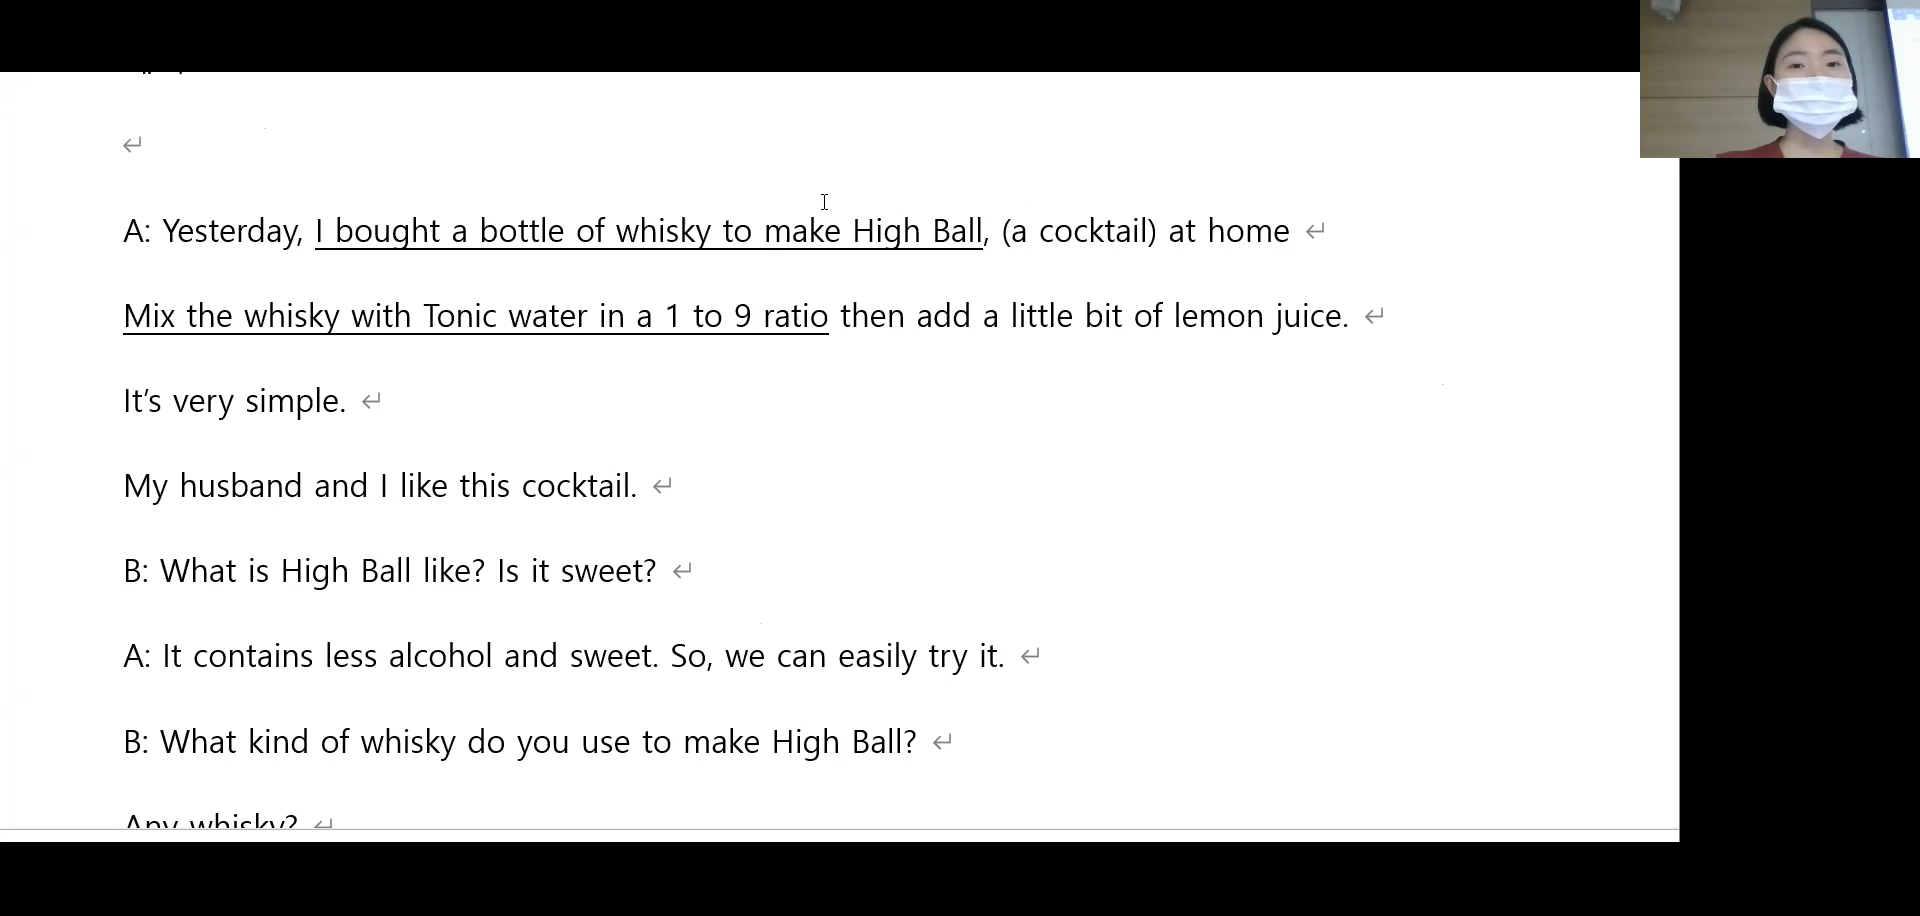 A: Yesterday, I bought a bottle of whisky to make High Ball, (a cocktail) at home
Mix the whisky with Tonic water in a 1 to 9 ratio then add a little bit of lemon juice.
It’s very simple.
My husband and I like this cocktail.
B: What is High Ball like? Is it sweet?
A: It contains less alcohol and sweet. So, we can easily try it.
B: What kind of whisky do you use to make High Ball?
Any whisky?